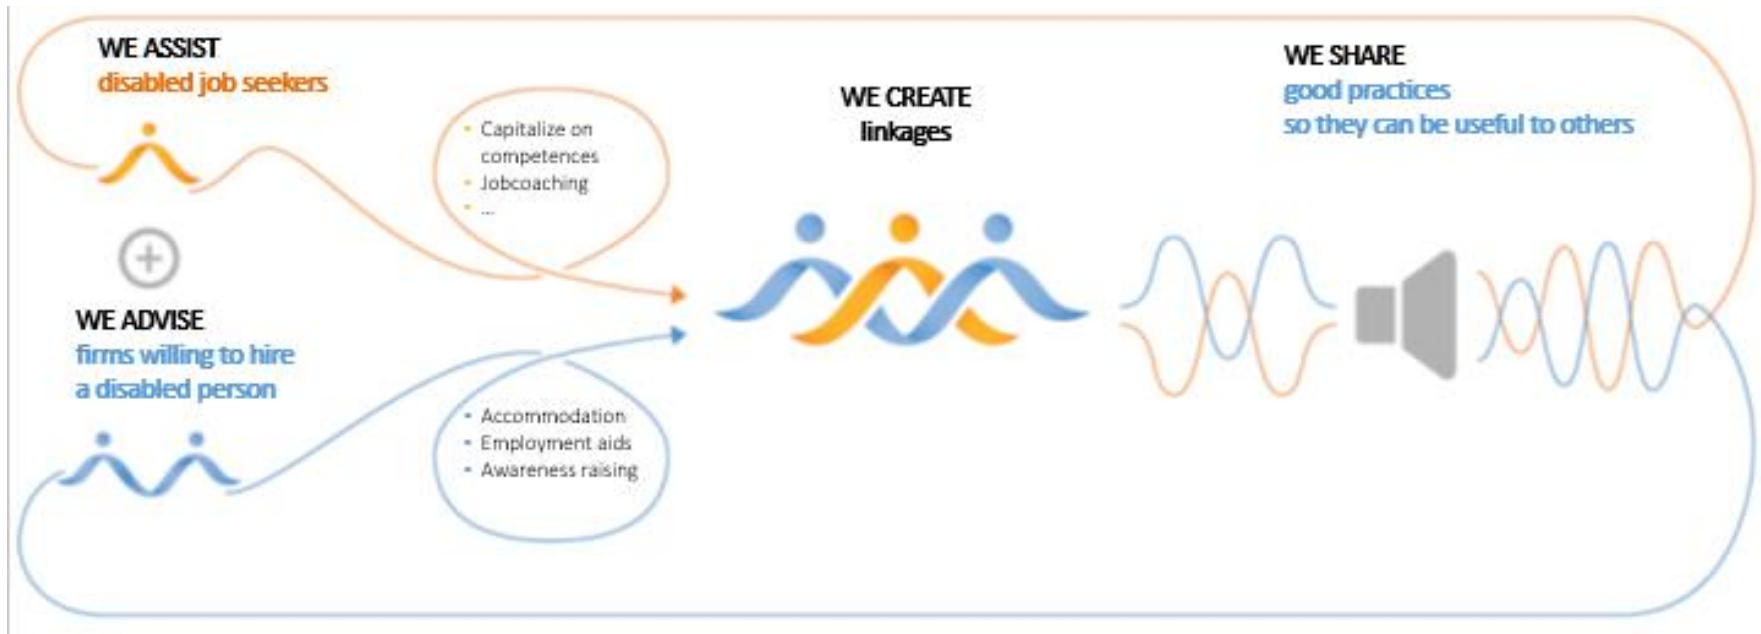 WE ASSIST
disabled job seekers
• Capitalize on
competences
• Jobcoaching
• ...
WE ADVISE
firms willing to hire
a disabled person
• Accommodation
• Employment aids
• Awareness raising
WE CREATE
linkages
WE SHARE
good practices
so they can be useful to others